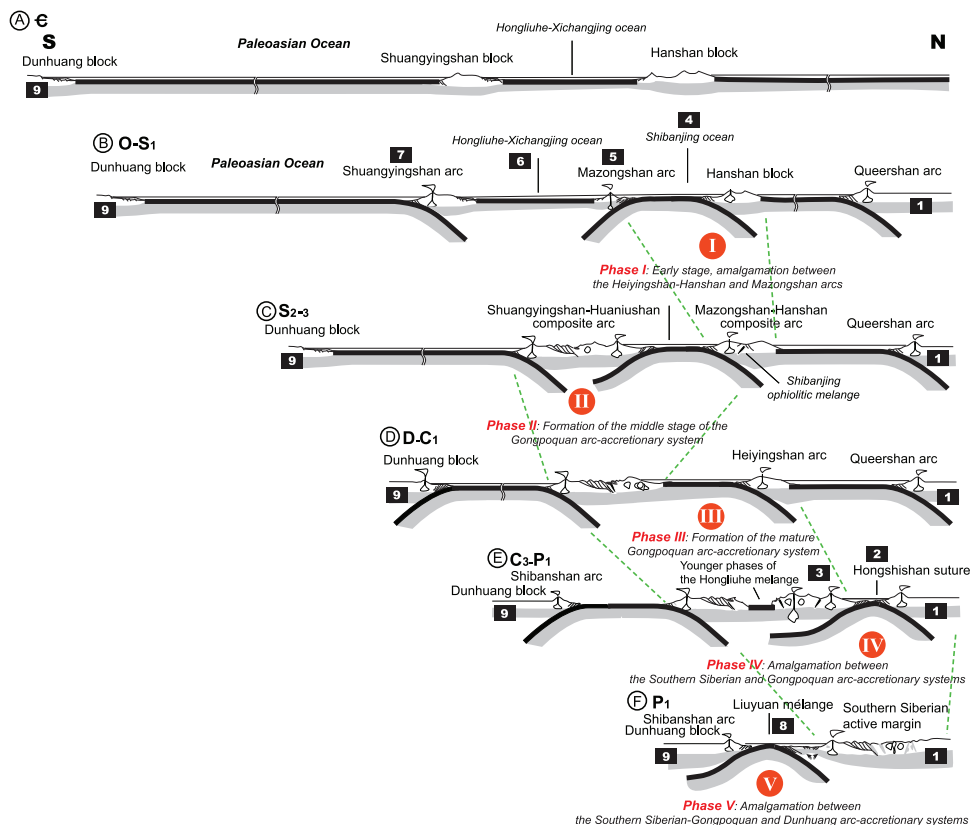 A Є
S
N
Hongliuhe-Xichangjing ocean
Paleoasian Ocean
Shuangyingshan block
Hanshan block
Dunhuang block
9
B O-S1
4
Hongliuhe-Xichangjing ocean
Shibanjing ocean
Dunhuang block
Paleoasian Ocean
7
6
5
Shuangyingshan arc
Mazongshan arc
Hanshan block
Queershan arc
9
1
I
Phase I: Early stage, amalgamation between
the Heiyingshan-Hanshan and Mazongshan arcs
C S2-3
Dunhuang block
Shuangyingshan-Huaniushan
composite arc
Mazongshan-Hanshan
composite arc
Queershan arc
9
1
Shibanjing
ophiolitic melange
II
Phase II: Formation of the middle stage of the
Gongpoquan arc-accretionary system
D D-C1
Dunhuang block
Heiyingshan arc
Queershan arc
9
1
III
Phase III: Formation of the mature
Gongpoquan arc-accretionary system
E C3-P1
Younger phases of
the Hongliuhe melange
2
3
Hongshishan suture
Shibanshan arc
Dunhuang block
9
1
IV
Phase IV: Amalgamation between
the Southern Siberian and Gongpoquan arc-accretionary systems
F P1
Liuyuan mélange
8
Shibanshan arc
Dunhuang block
Southern Siberian
active margin
9
1
V
Phase V: Amalgamation between
the Southern Siberian-Gongpoquan and Dunhuang arc-accretionary systems